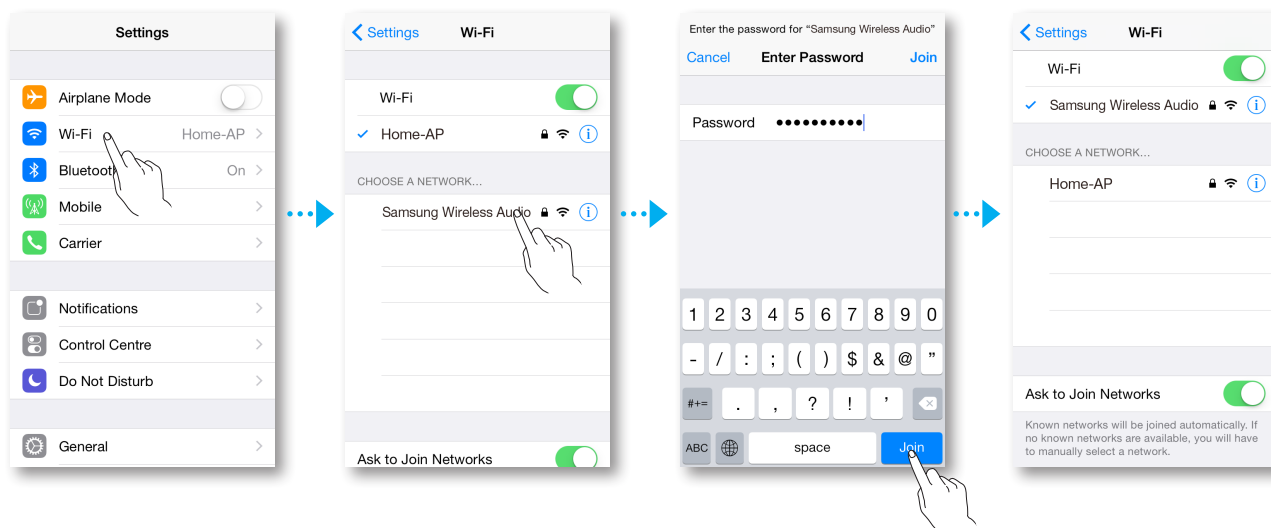 Settings
Airplane Mode
Wi-Fi Home-AP
Bluetoot On
Mobile
Carrier
Notifications
Control Centre
Do Not Disturb
General
Settings Wi-Fi
Wi-Fi
Home-AP
CHOOSE A NETWORK...
Samsung Wireless Audio
Ask to Join Networks
Enter the password for “Samsung Wireless Audio”
Cancel Enter Password Join
Password ••••••••••
1 2 3 4 5 6 7 8 9 0
- / : ; ( ) $ & @ ”
#+= . , ? ! ’
ABC space Join
Settings Wi-Fi
Wi-Fi
Samsung Wireless Audio
CHOOSE A NETWORK...
Home-AP
Ask to Join Networks
Known networks will be joined automatically. If
no known networks are available, you will have
to manually select a network.